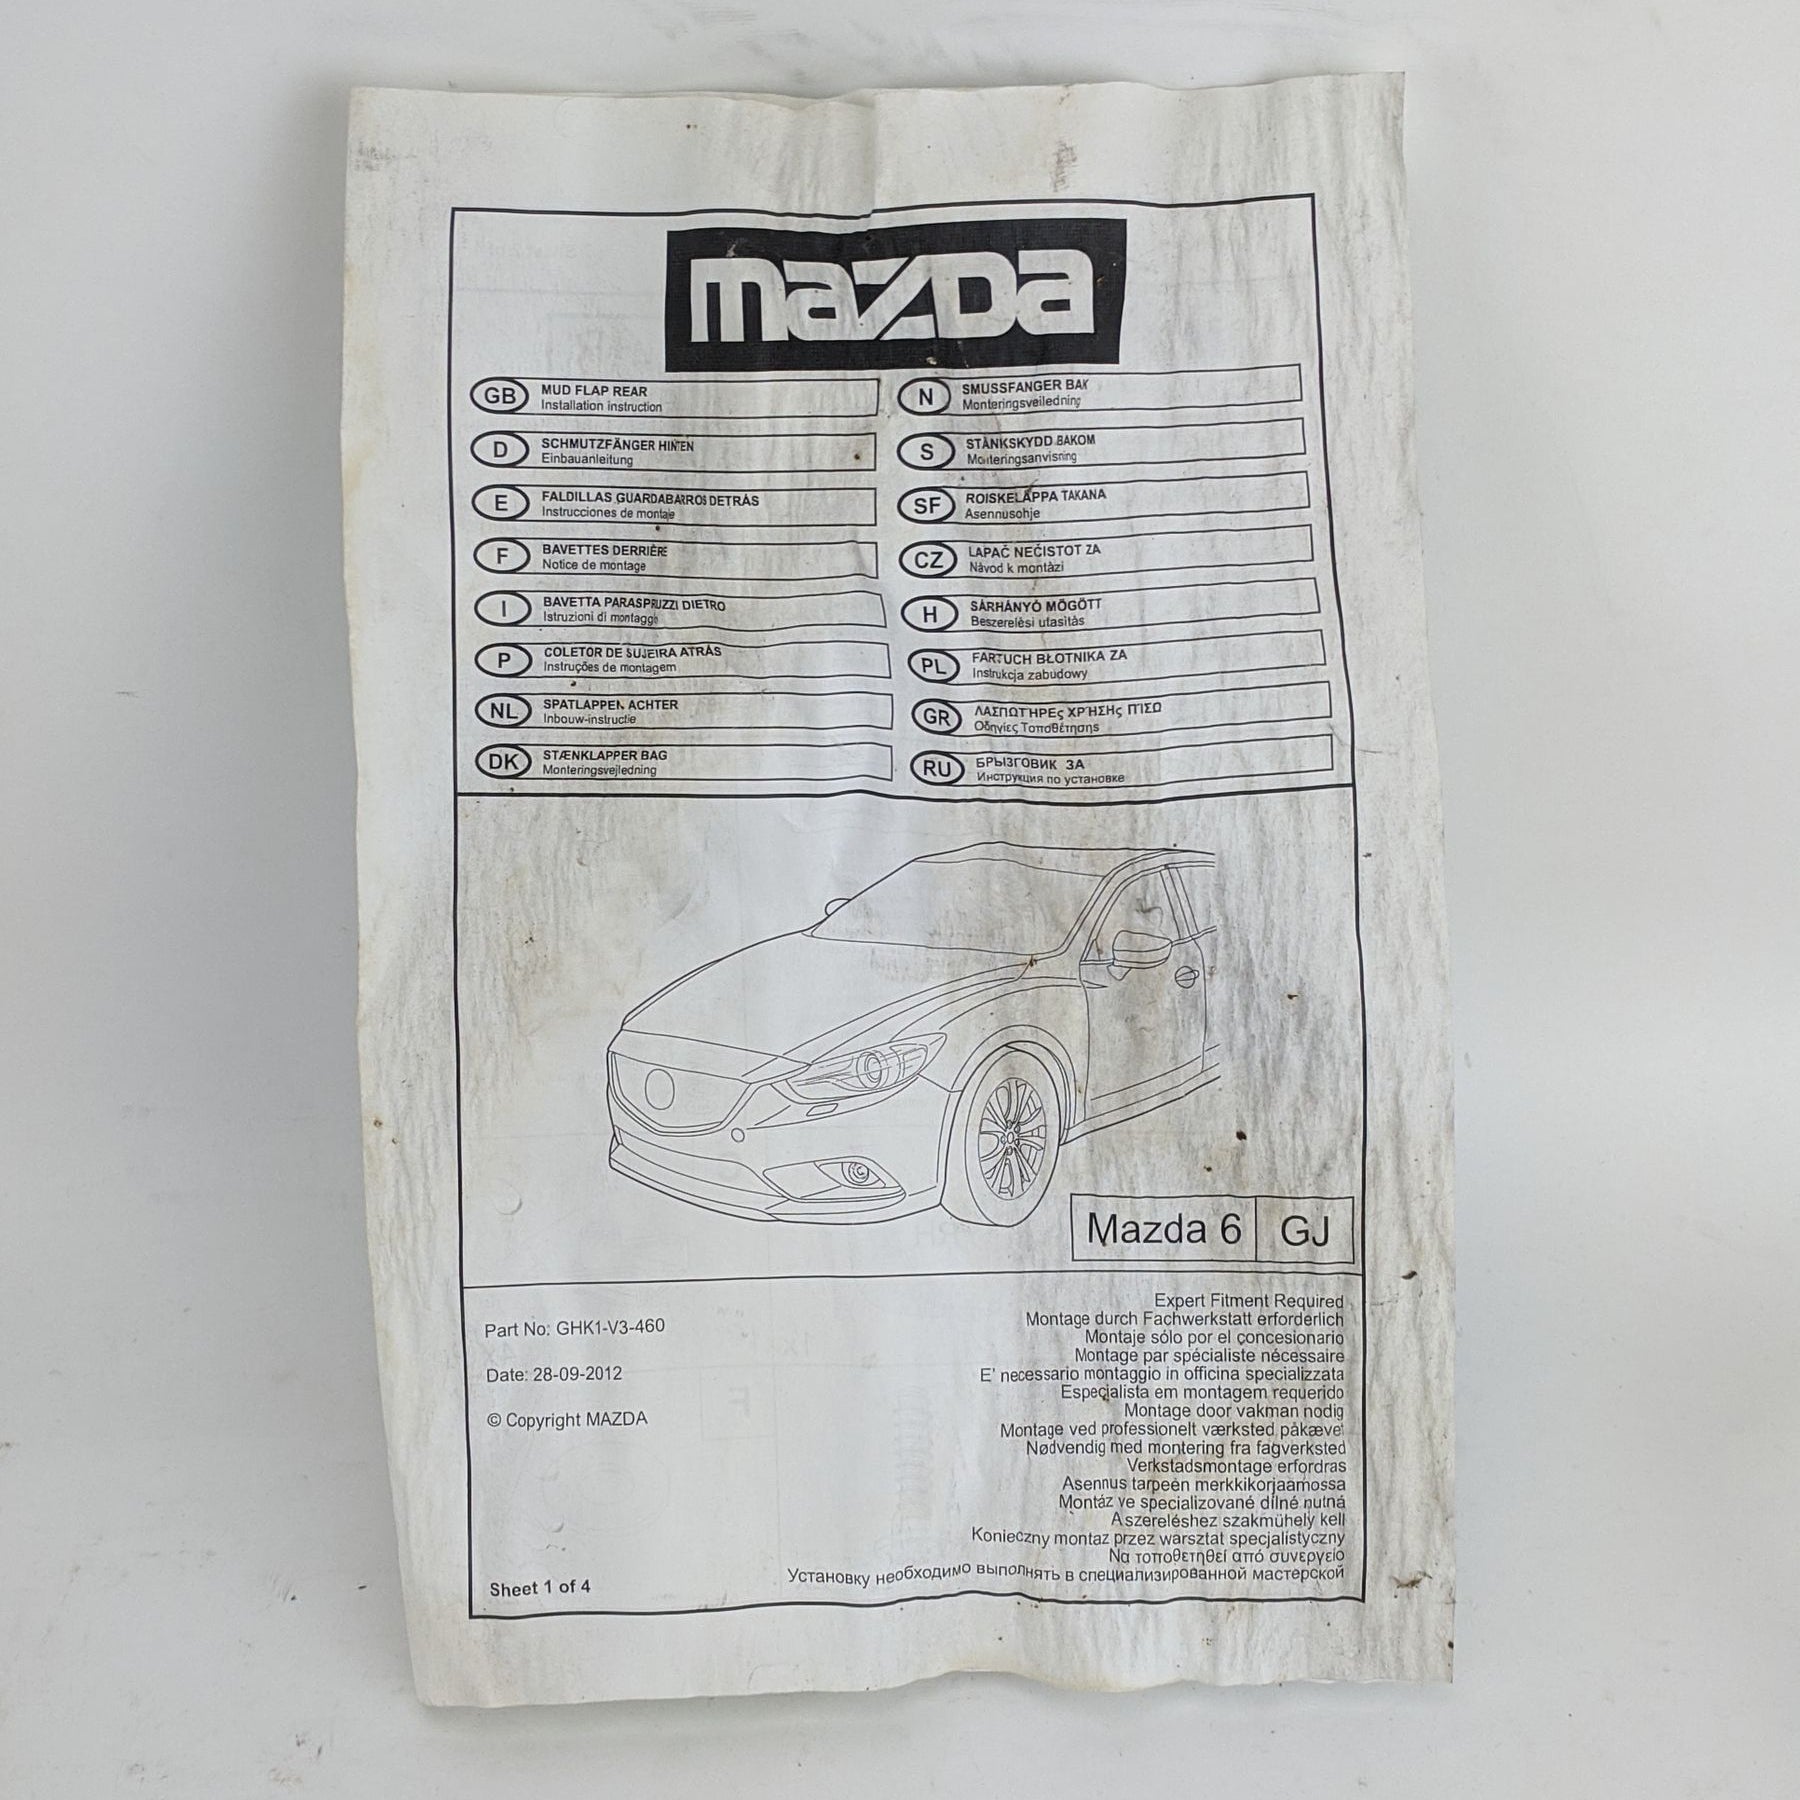 mazda
GB MUD FLAP REAR
Installation instruction
D SCHMUTZFÄNGER HINTEN
Einbauanleitung
E FALDILLAS GUARDABARROS DETRÁS
Instrucciones de montaje
F BAVETTES DERRIÈRE
Notice de montage
I BAVETTA PARASPRUZZI DIETRO
Istruzioni di montaggio
P COLETOR DE SUJEIRA ATRÁS
Instruções de montagem
NL SPATLAPPEN ACHTER
Inbouw-instructie
DK STÆNKLAPPER BAG
Monteringsvejledning
N SMUSSFANGER BAK
Monteringsveiledning
S STÄNKSKYDD BAKOM
Monteringsanvisning
SF ROISKELÄPPA TAKANA
Asennusohje
CZ LAPAČ NEČISTOT ZA
Návod k montázi
H SÁRHÁNYÓ MÖGÖTT
Beszerelési utasítás
PL FARTUCH BŁOTNIKA ZA
Instrukcja zabudowy
GR ΛΑΣΠΩΤΗΡΕς ΧΡΉΣΗς ΠΊΣΩ
Οδηνίες Τοποθέτησης
RU БРЫЗГОВИК ЗА
Инструкция по установке
Mazda 6 GJ
Part No: GHK1-V3-460
Date: 28-09-2012
© Copyright MAZDA
Sheet 1 of 4
Expert Fitment Required
Montage durch Fachwerkstatt erforderlich
Montaje sólo por el concesionario
Montage par spécialiste nécessaire
E' necessario montaggio in officina specializzata
Especialista em montagem requerido
Montage door vakman nodig
Montage ved professionelt værksted påkævet
Nødvendig med montering fra fagverksted
Verkstadsmontage erfordras
Asennus tarpeen merkkikorjaamossa
Montáz ve specializované dílné nutná
A szereléshez szakmühely kell
Konieczny montaz przez warsztat specjalistyczny
Να τοποθετηθεί από συνεργείο
Установку необходимо выполнять в специализированной мастерской